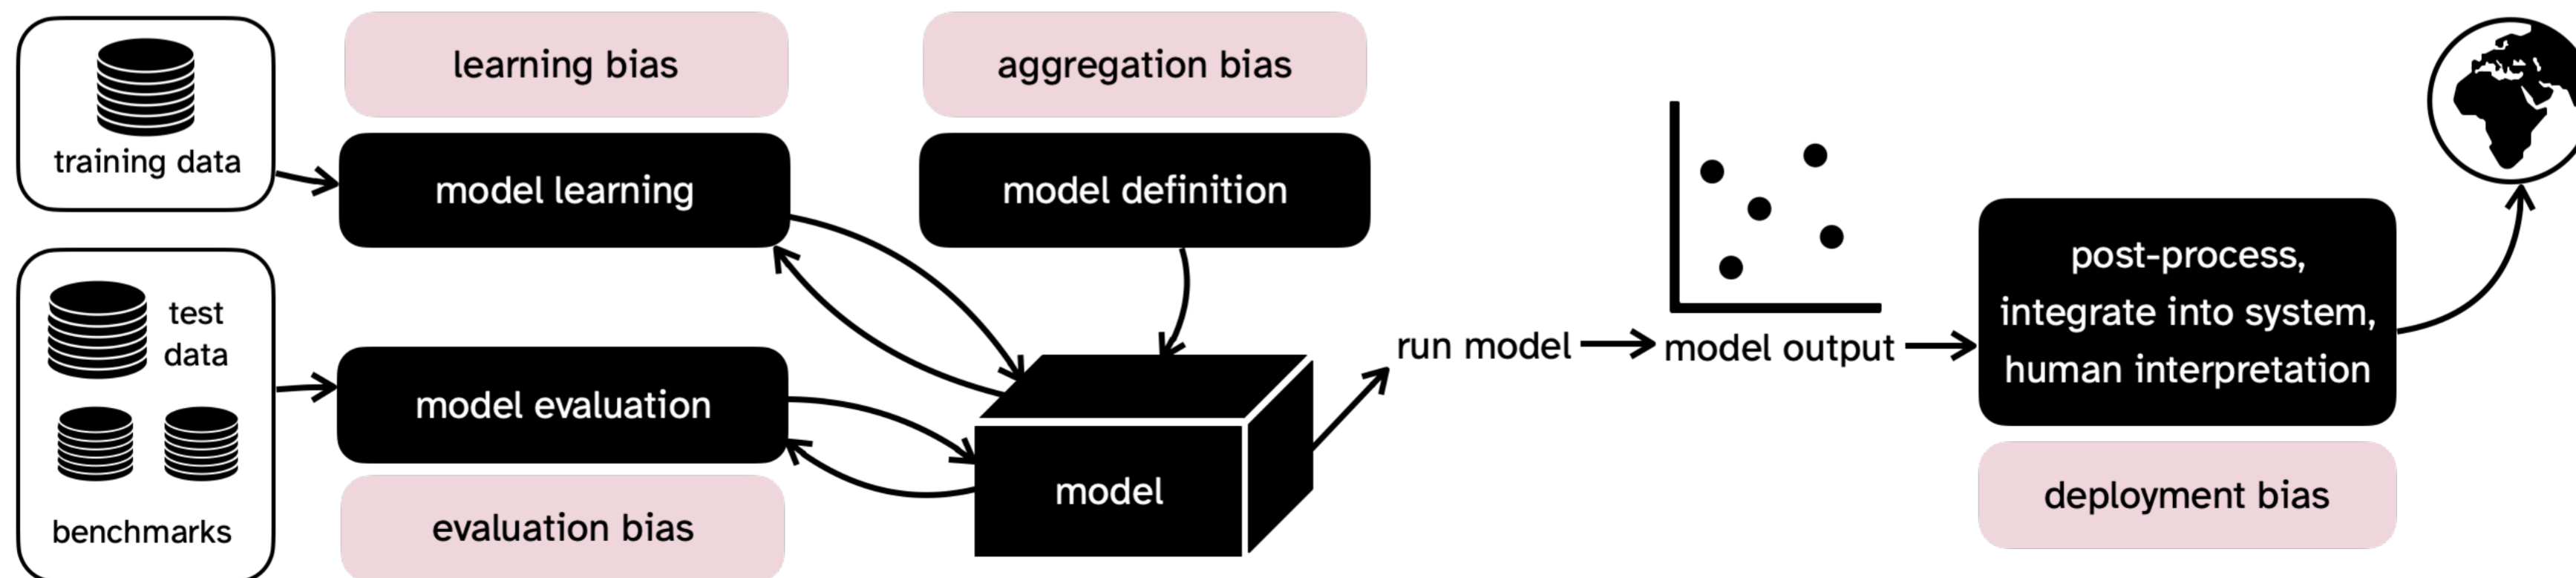 training data
learning bias
model learning
aggregation bias
model definition
test
data
benchmarks
model evaluation
evaluation bias
model
run model
model output
post-process,
integrate into system,
human interpretation
deployment bias